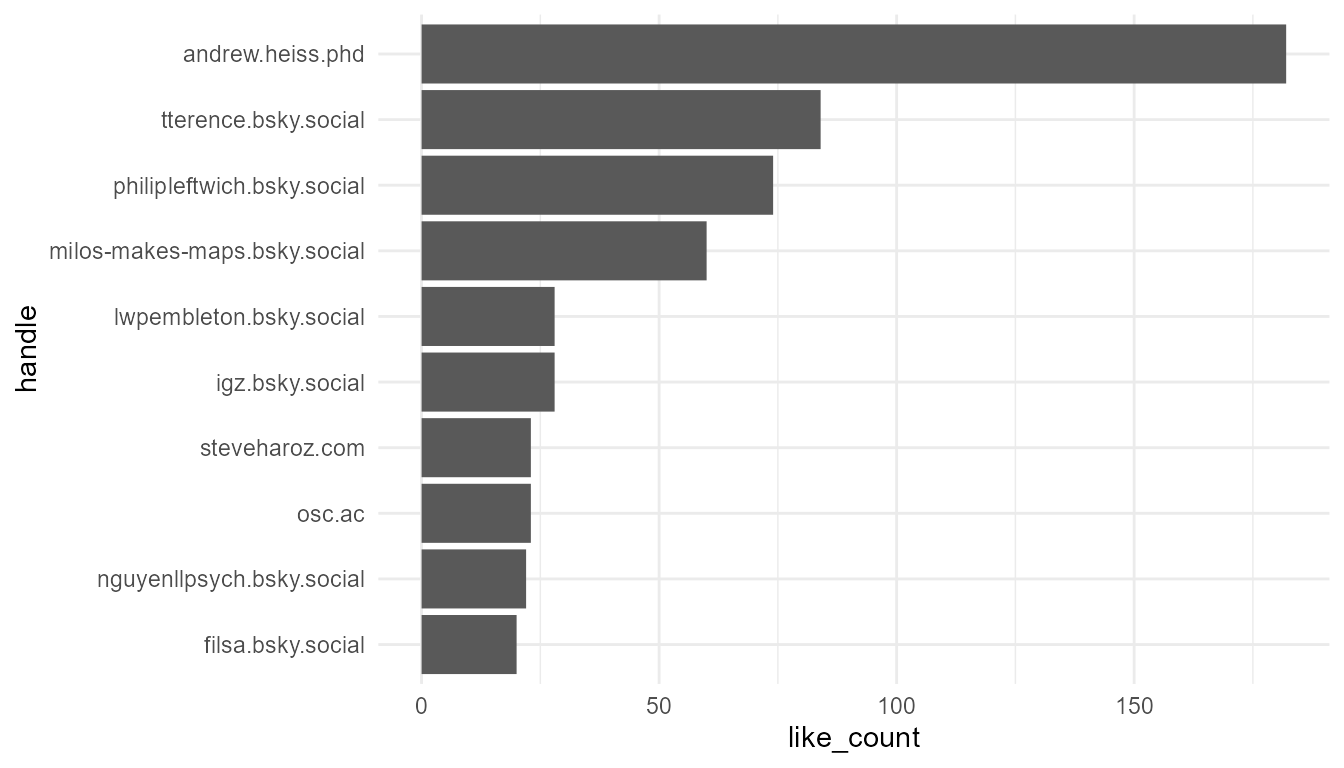 andrew.heiss.phd
tterence.bsky.social
philipleftwich.bsky.social
milos-makes-maps.bsky.social
lwpembleton.bsky.social
igz.bsky.social
steveharoz.com
osc.ac
nguyenllpsych.bsky.social
filsa.bsky.social
handle
0 50 100 150
like_count